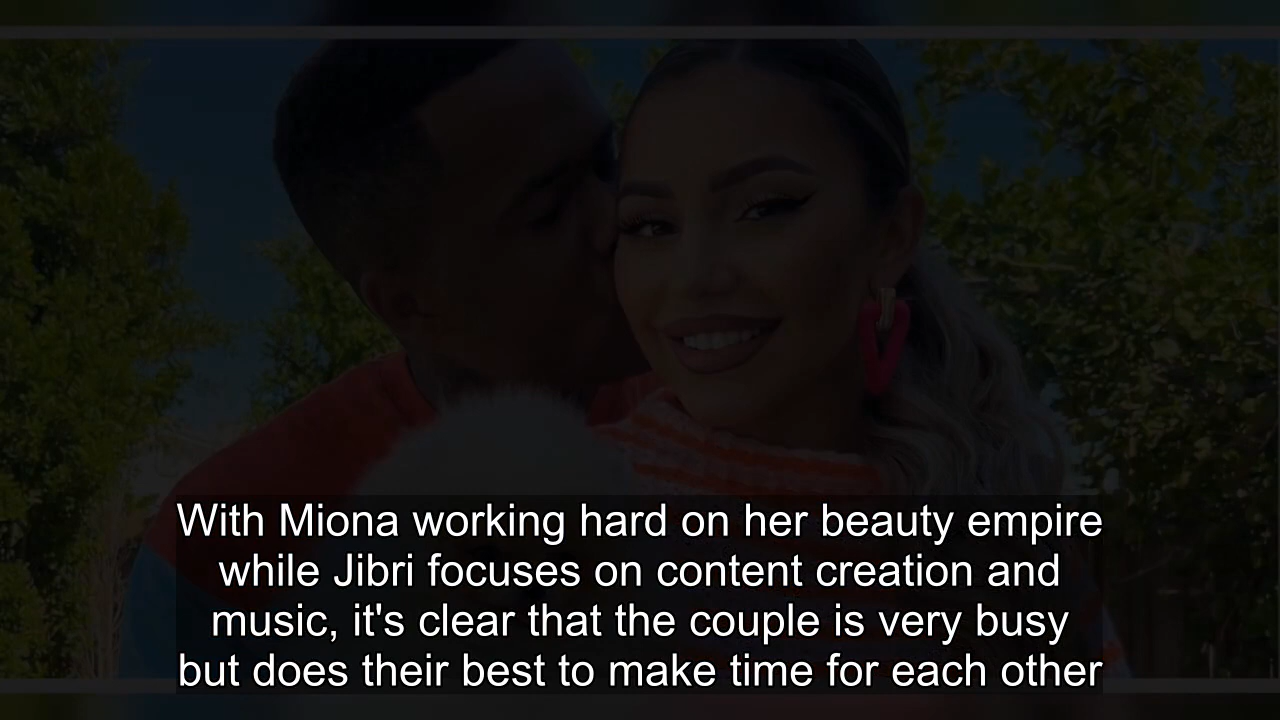 With Miona working hard on her beauty empire
while Jibri focuses on content creation and
music, it's clear that the couple is very busy
but does their best to make time for each other